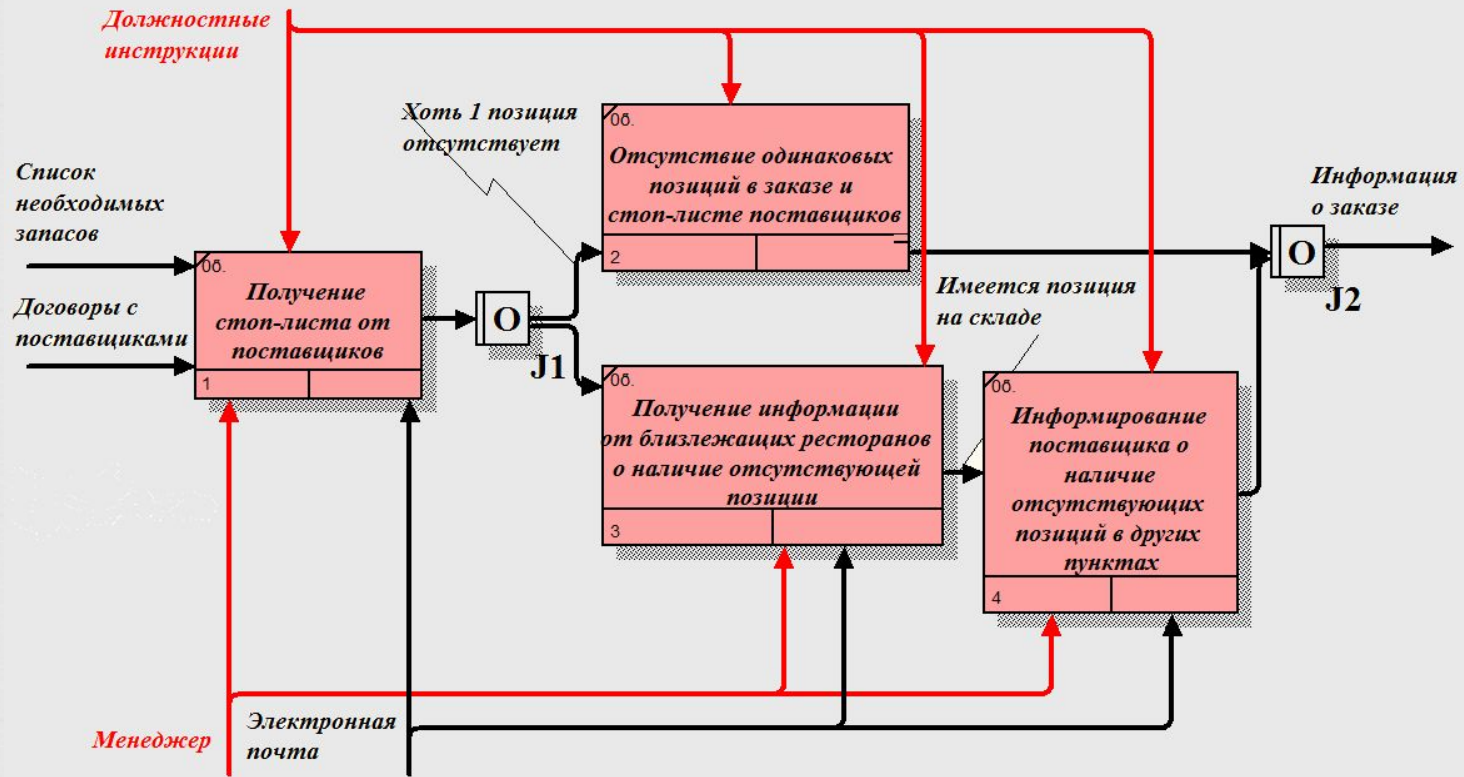 Должностные
инструкции
Хоть 1 позиция
отсутствует
0б.
Отсутствие одинаковых
позиций в заказе и
стоп-листе поставщиков
2
Список
необходимых
запасов
Информация
о заказе
0б.
Получение
стоп-листа от
поставщиков
1
Договоры с
поставщиками
O
J1
O
J2
Имеется позиция
на складе
0б.
Получение информации
от близлежащих ресторанов
о наличие отсутствующей
позиции
3
0б.
Информирование
поставщика о
наличие
отсутствующих
позиций в других
пунктах
4
Менеджер
Электронная
почта